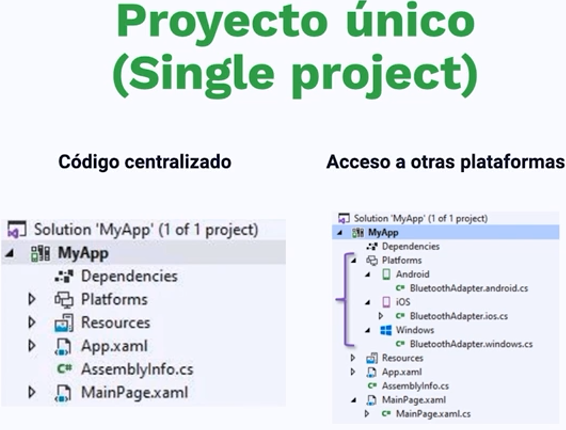 Proyecto único
(Single project)
Código centralizado
Solution 'MyApp' (1 of 1 project)
MyApp
Dependencies
Platforms
Resources
App.xaml
AssemblyInfo.cs
MainPage.xaml
Acceso a otras plataformas
Solution 'MyApp' (1 of 1 project)
MyApp
Dependencies
Platforms
Android
C# BluetoothAdapter.android.cs
iOS
C# BluetoothAdapter.ios.cs
Windows
C# BluetoothAdapter.windows.cs
Resources
App.xaml
C# AssemblyInfo.cs
MainPage.xaml
C# MainPage.xaml.cs